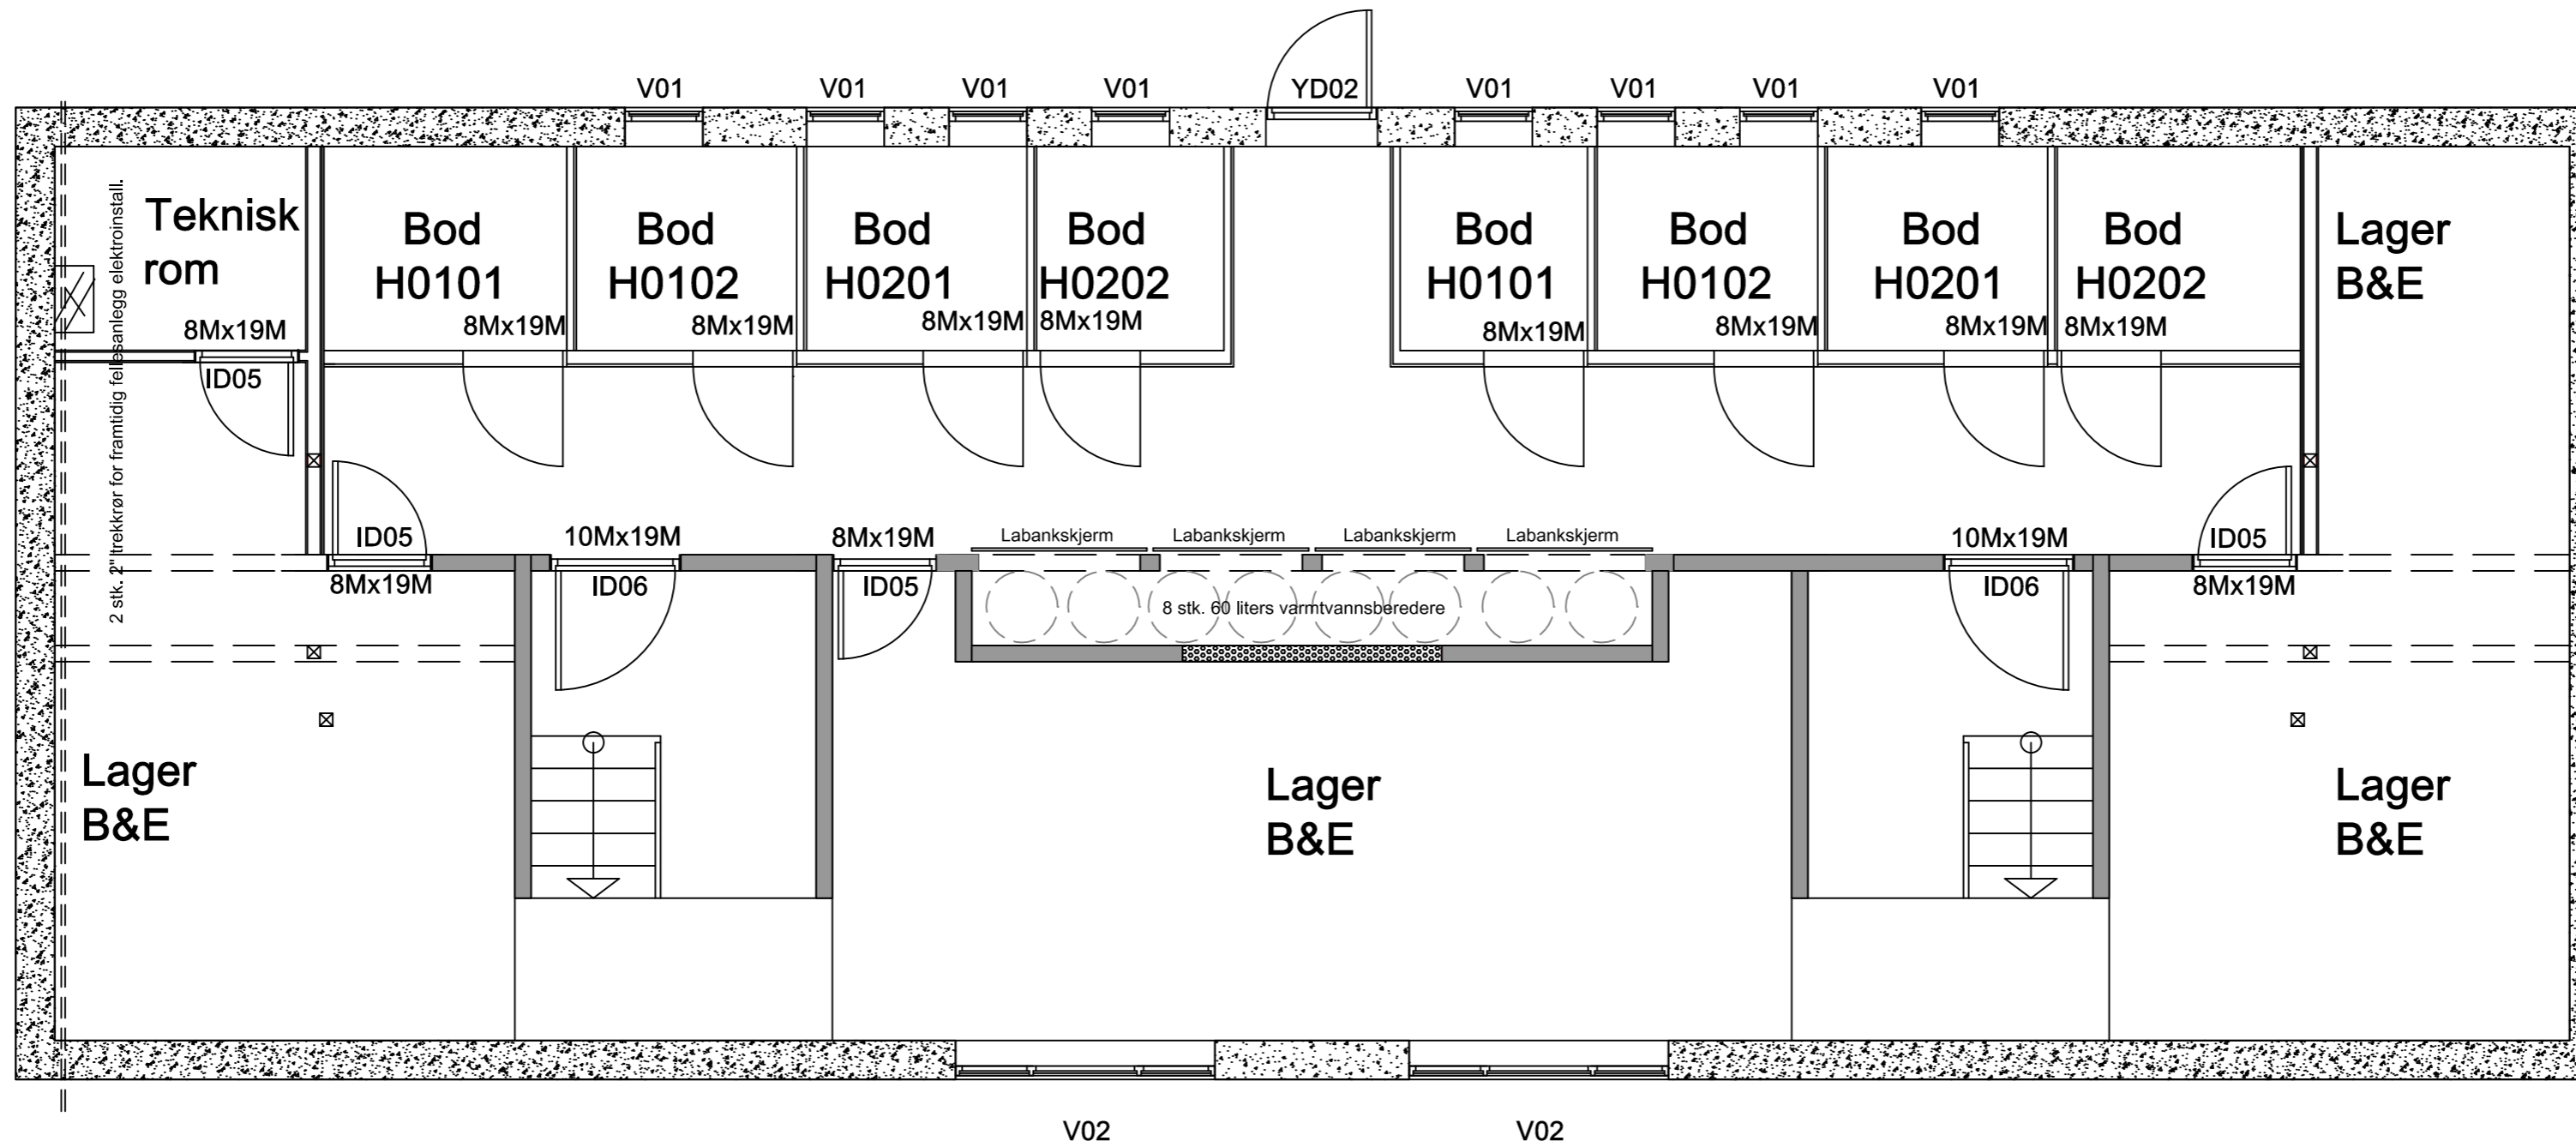 V01
V01
V01
V01
YD02
V01
V01
V01
V01
Teknisk
rom
8Mx19M
ID05
2 stk. 2" trekkrør for framtidig fellesanlegg elektroinstall.
Bod
H0101
8Mx19M
Bod
H0102
8Mx19M
Bod
H0201
8Mx19M
Bod
H0202
8Mx19M
Bod
H0101
8Mx19M
Bod
H0102
8Mx19M
Bod
H0201
8Mx19M
Bod
H0202
8Mx19M
Lager
B&E
ID05
8Mx19M
10Mx19M
ID06
8Mx19M
ID05
Labankskjerm
Labankskjerm
Labankskjerm
Labankskjerm
8 stk. 60 liters varmtvannsberedere
10Mx19M
ID06
ID05
8Mx19M
Lager
B&E
Lager
B&E
Lager
B&E
V02
V02